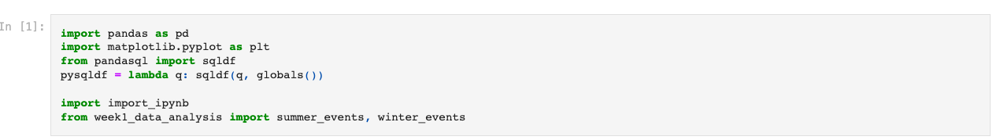 In [1]:
import pandas as pd
import matplotlib.pyplot as plt
from pandasql import sqldf
pysqldf = lambda q: sqldf(q, globals())
import import_ipynb
from week1_data_analysis import summer_events, winter_events